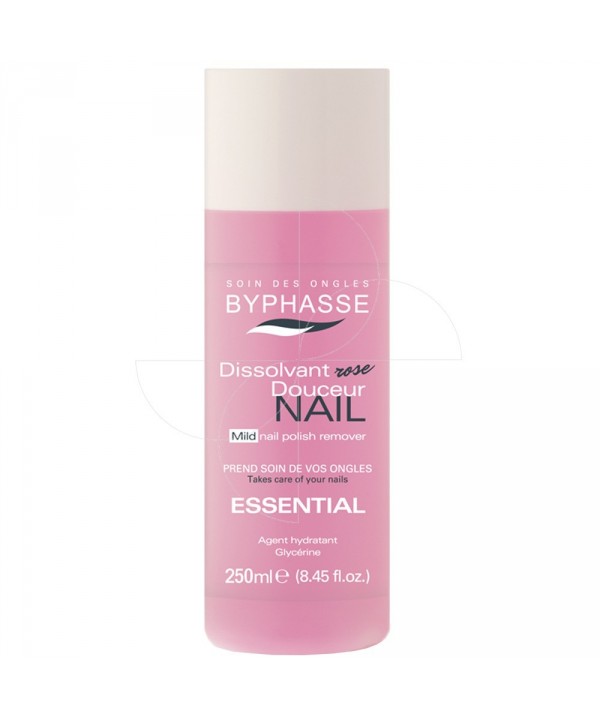 SOIN DES ONGLES
BYPHASSE
Dissolvant rose
Douceur
NAIL
Mild nail polish remover
PREND SOIN DE VOS ONGLES
Takes care of your nails
ESSENTIAL
Agent hydratant
Glycérine
250ml e (8.45 fl.oz.)